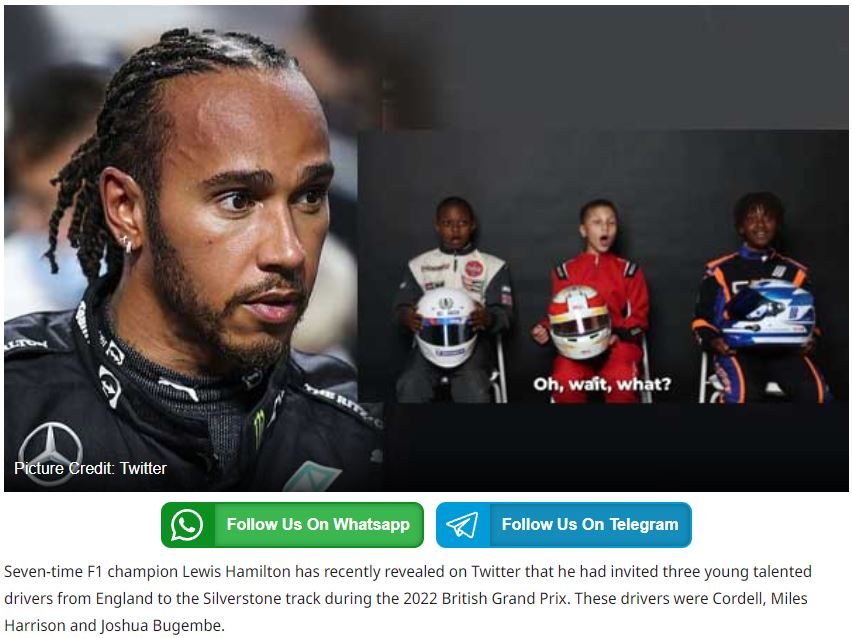 Oh, wait, what?
Picture Credit: Twitter
Follow Us On Whatsapp
Follow Us On Telegram
Seven-time F1 champion Lewis Hamilton has recently revealed on Twitter that he had invited three young talented
drivers from England to the Silverstone track during the 2022 British Grand Prix. These drivers were Cordell, Miles
Harrison and Joshua Bugembe.